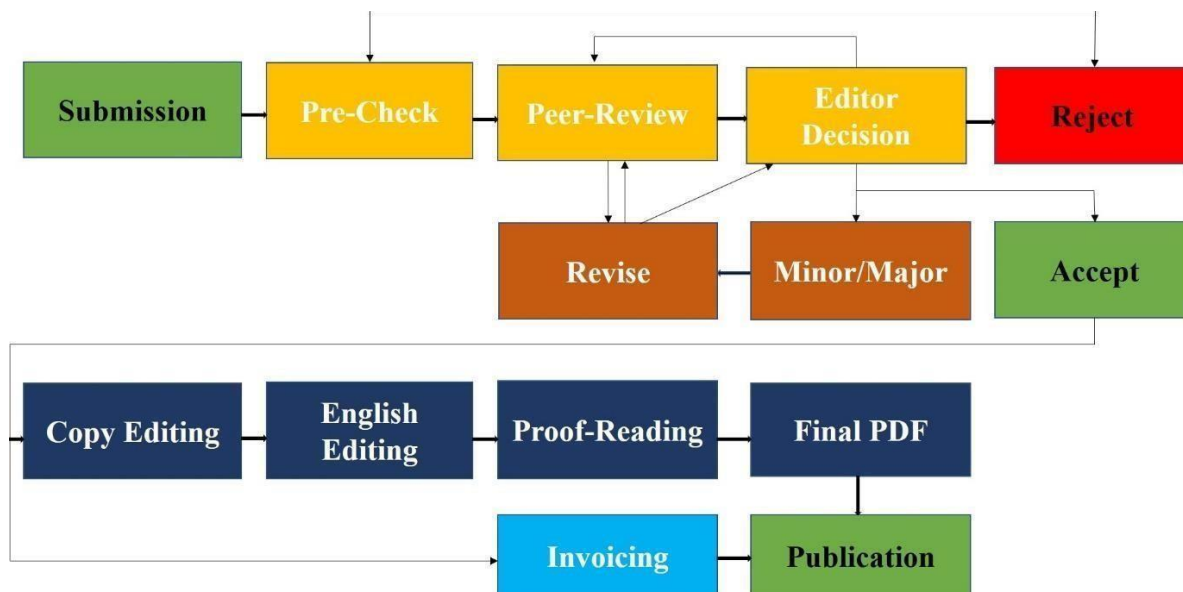 Submission
Pre-Check
Peer-Review
Editor
Decision
Reject
Revise
Minor/Major
Accept
Copy Editing
English
Editing
Proof-Reading
Final PDF
Invoicing
Publication